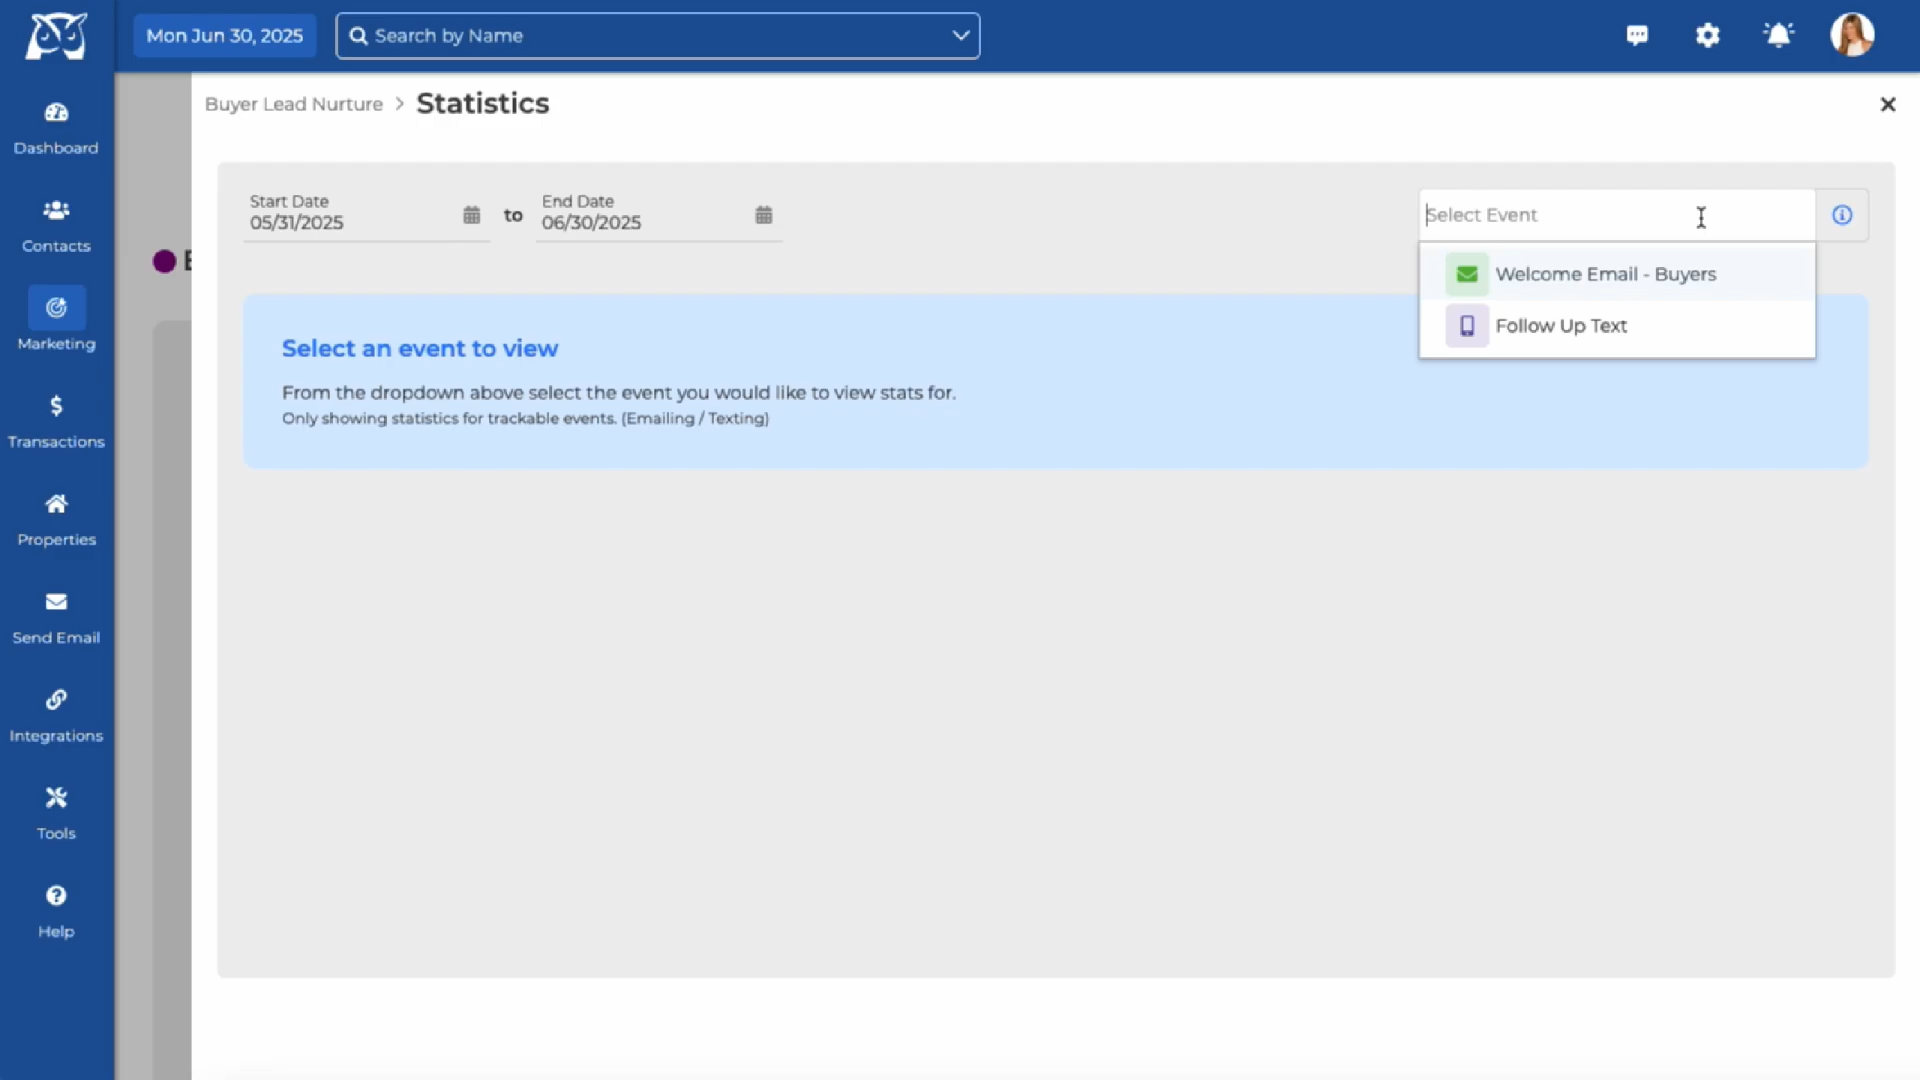 Mon Jun 30, 2025
Search by Name
Dashboard
Contacts
Marketing
Transactions
Properties
Send Email
Integrations
Tools
Help
Buyer Lead Nurture > Statistics
Start Date
05/31/2025
to
End Date
06/30/2025
Select Event
Welcome Email - Buyers
Follow Up Text
Select an event to view
From the dropdown above select the event you would like to view stats for.
Only showing statistics for trackable events. (Emailing / Texting)